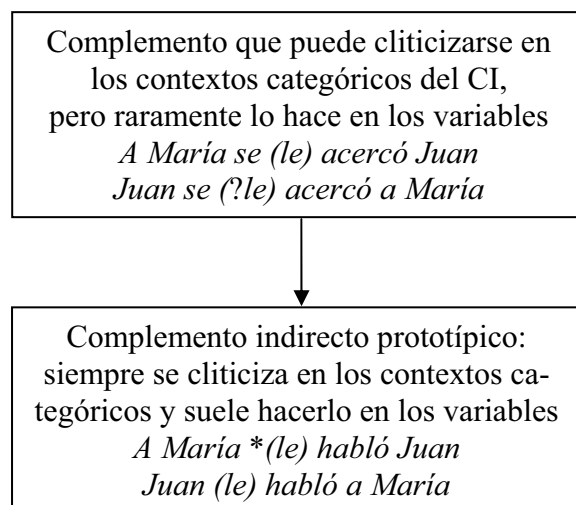 Complemento que puede cliticizarse en
los contextos categóricos del CI,
pero raramente lo hace en los variables
A María se (le) acercó Juan
Juan se (?le) acercó a María
Complemento indirecto prototípico:
siempre se cliticiza en los contextos ca-
tegóricos y suele hacerlo en los variables
A María *(le) habló Juan
Juan (le) habló a María